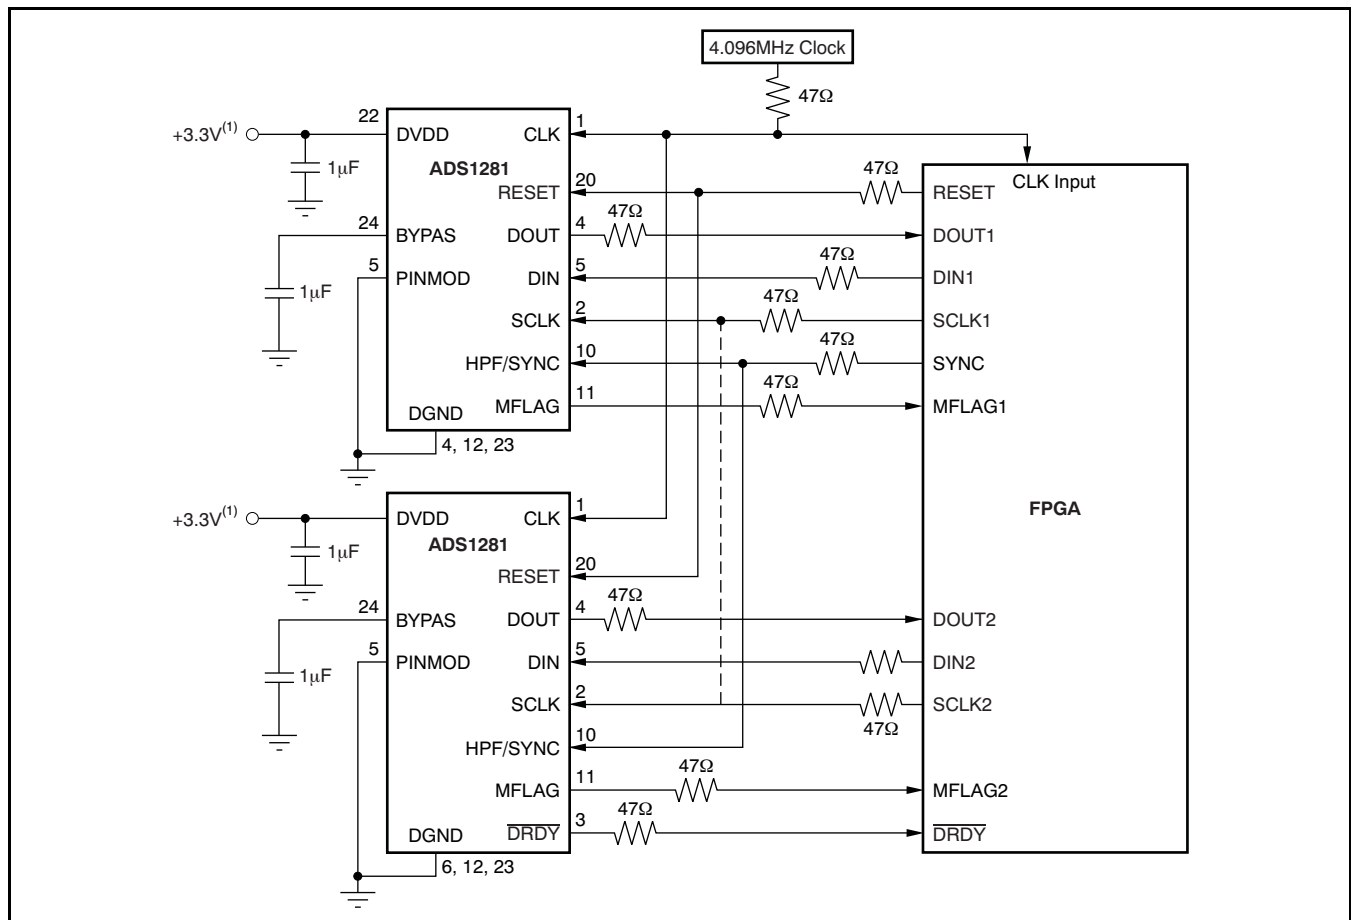 4.096MHz Clock
47Ω
+3.3V(1)
22
DVDD
CLK
1
ADS1281
1μF
CLK Input
RESET
20
47Ω
RESET
24
BYPAS
DOUT
4
47Ω
DOUT1
5
PINMOD
DIN
5
47Ω
DIN1
1μF
SCLK
2
47Ω
SCLK1
HPF/SYNC
10
47Ω
SYNC
MFLAG
11
47Ω
MFLAG1
DGND
4, 12, 23
FPGA
+3.3V(1)
DVDD
CLK
1
ADS1281
1μF
RESET
20
24
BYPAS
DOUT
4
47Ω
DOUT2
5
PINMOD
DIN
5
DIN2
1μF
SCLK
2
47Ω
SCLK2
HPF/SYNC
10
MFLAG
11
47Ω
MFLAG2
DGND
DRDY
3
47Ω
DRDY
6, 12, 23